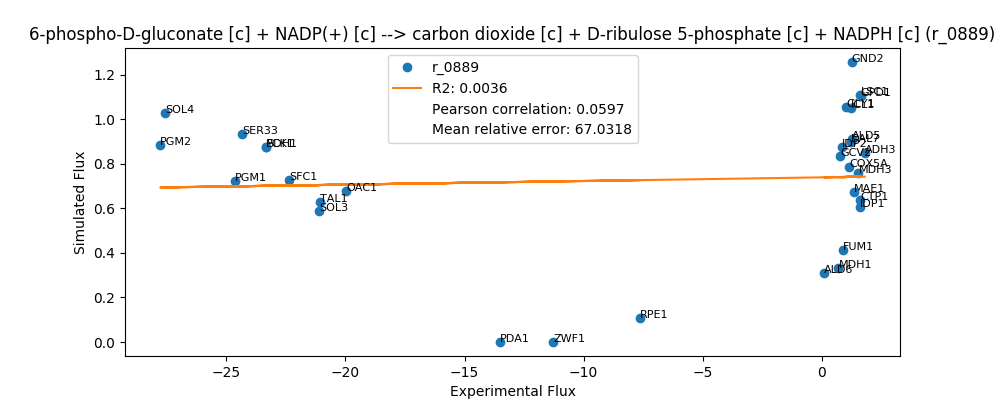 6-phospho-D-gluconate [c] + NADP(+) [c] --> carbon dioxide [c] + D-ribulose 5-phosphate [c] + NADPH [c] (r_0889)
r_0889
R2: 0.0036
Pearson correlation: 0.0597
Mean relative error: 67.0318
Simulated Flux
1.2
1.0
0.8
0.6
0.4
0.2
0.0
GND2
SOL4
SER33
PGM2
ALD5
ADH3
GCV
COX5A
MDH3
PGM1
SFC1
OAC1
MAE1
TAL1
CTP1
SOL3
IDP1
FUM1
MDH1
ALD6
RPE1
PDA1
ZWF1
−25
−20
−15
−10
−5
0
Experimental Flux